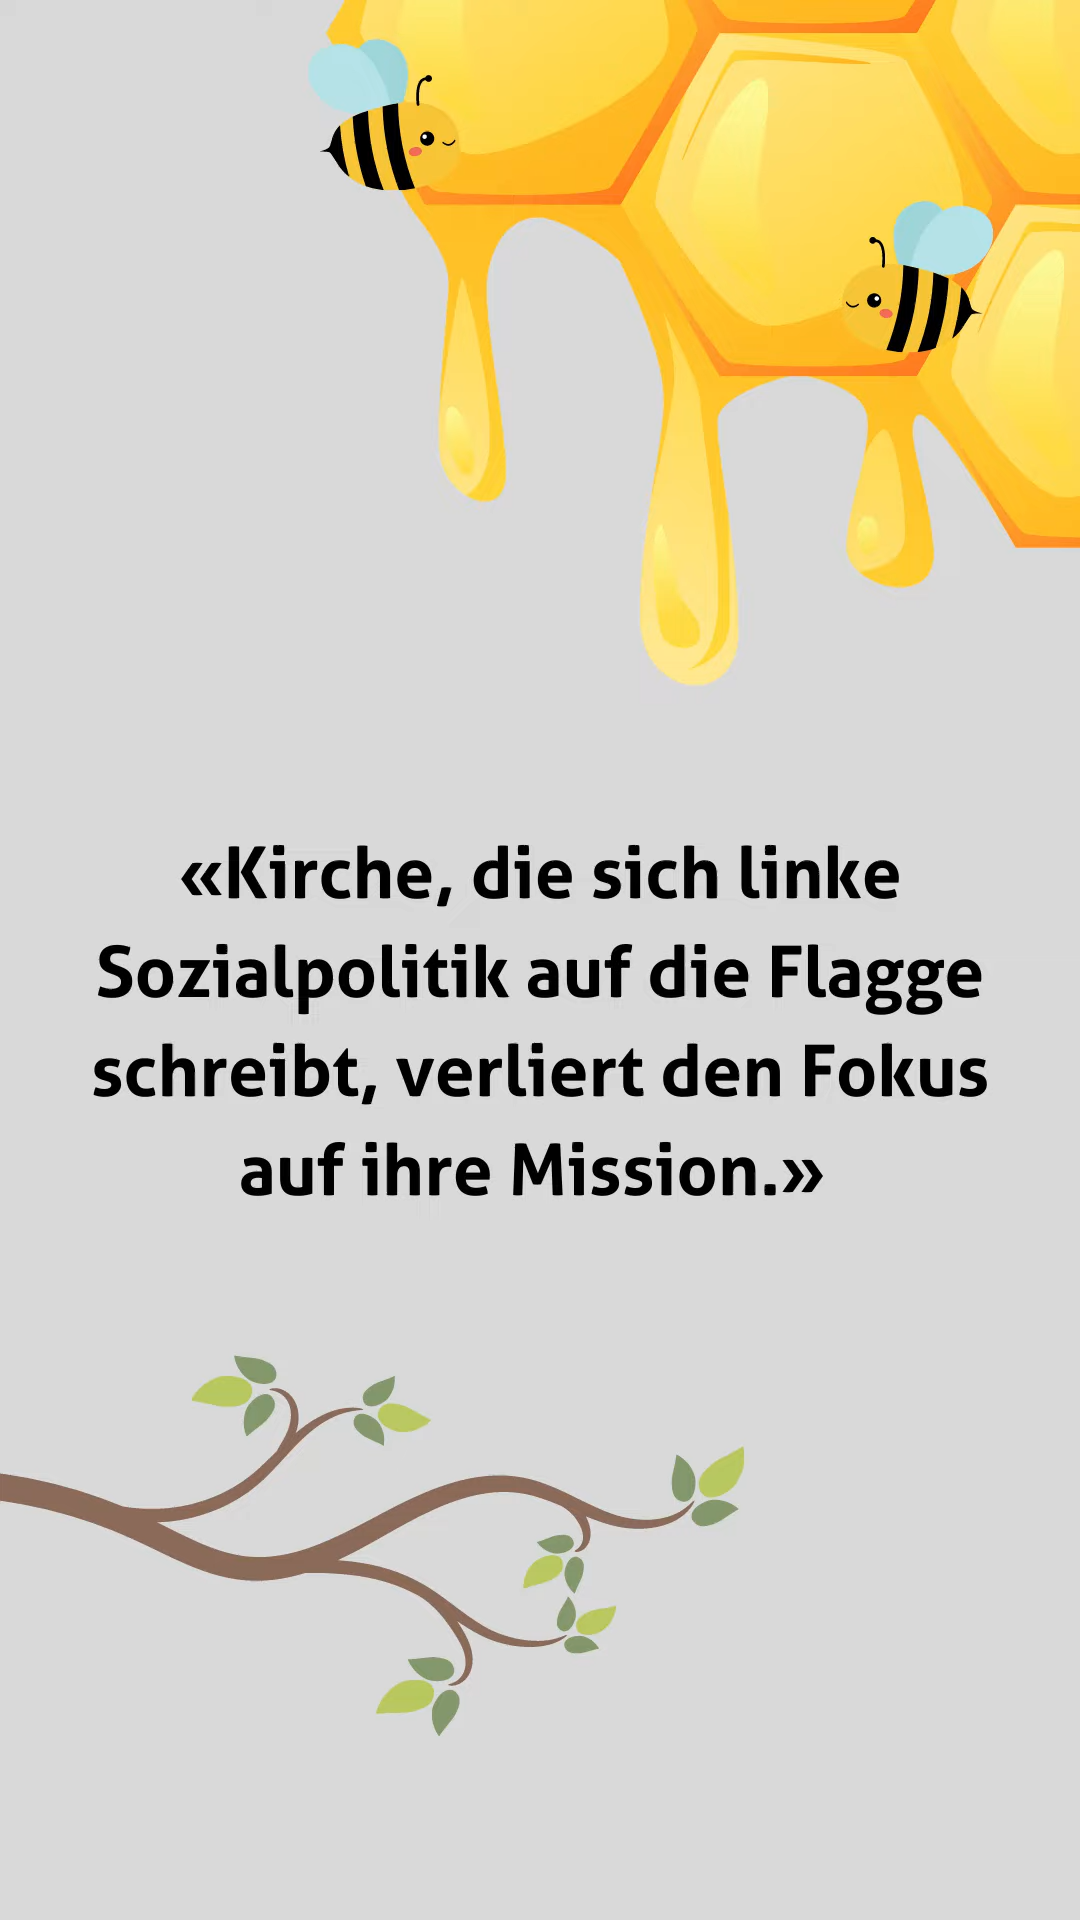 «Kirche, die sich linke
Sozialpolitik auf die Flagge
schreibt, verliert den Fokus
auf ihre Mission.»